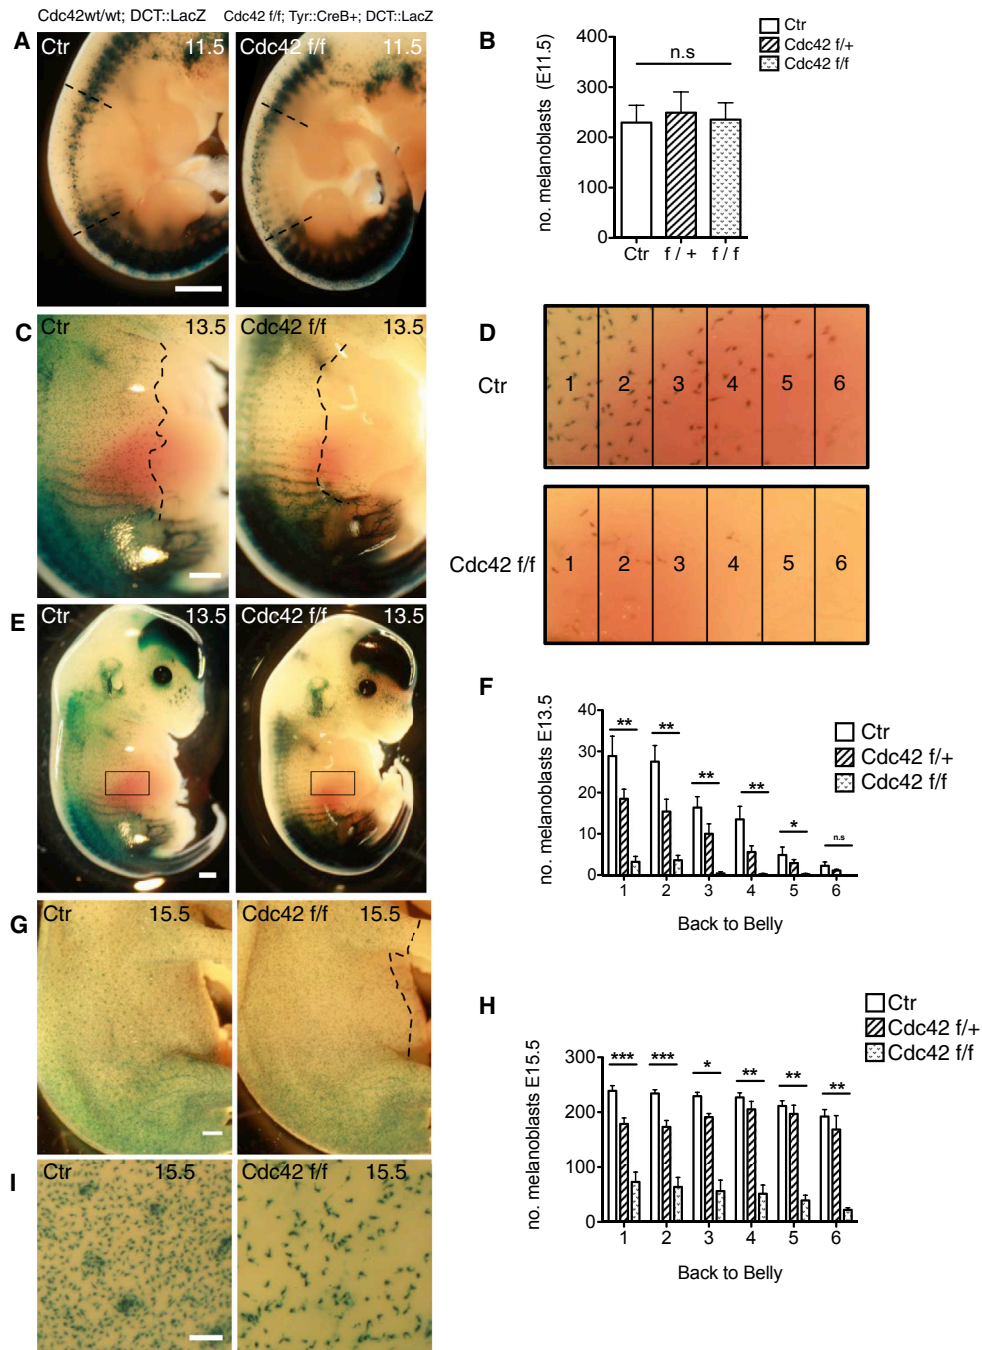 Cdc42wt/wt; DCT::LacZ
Cdc42 f/f; Tyr::CreB+; DCT::LacZ
A
Ctr
11.5
Cdc42 f/f
11.5
B
no. melanoblasts (E11.5)
400
300
200
100
0
n.s
Ctr
f / +
f / f
Ctr
Cdc42 f/+
Cdc42 f/f
C
Ctr
13.5
Cdc42 f/f
13.5
D
Ctr
1 2 3 4 5 6
Cdc42 f/f
1 2 3 4 5 6
E
Ctr
13.5
Cdc42 f/f
13.5
F
no. melanoblasts E13.5
40
30
20
10
0
** ** ** ** * n.s
1 2 3 4 5 6
Back to Belly
Ctr
Cdc42 f/+
Cdc42 f/f
G
Ctr
15.5
Cdc42 f/f
15.5
H
no. melanoblasts E15.5
300
200
100
0
*** *** * ** ** **
1 2 3 4 5 6
Back to Belly
Ctr
Cdc42 f/+
Cdc42 f/f
I
Ctr
15.5
Cdc42 f/f
15.5